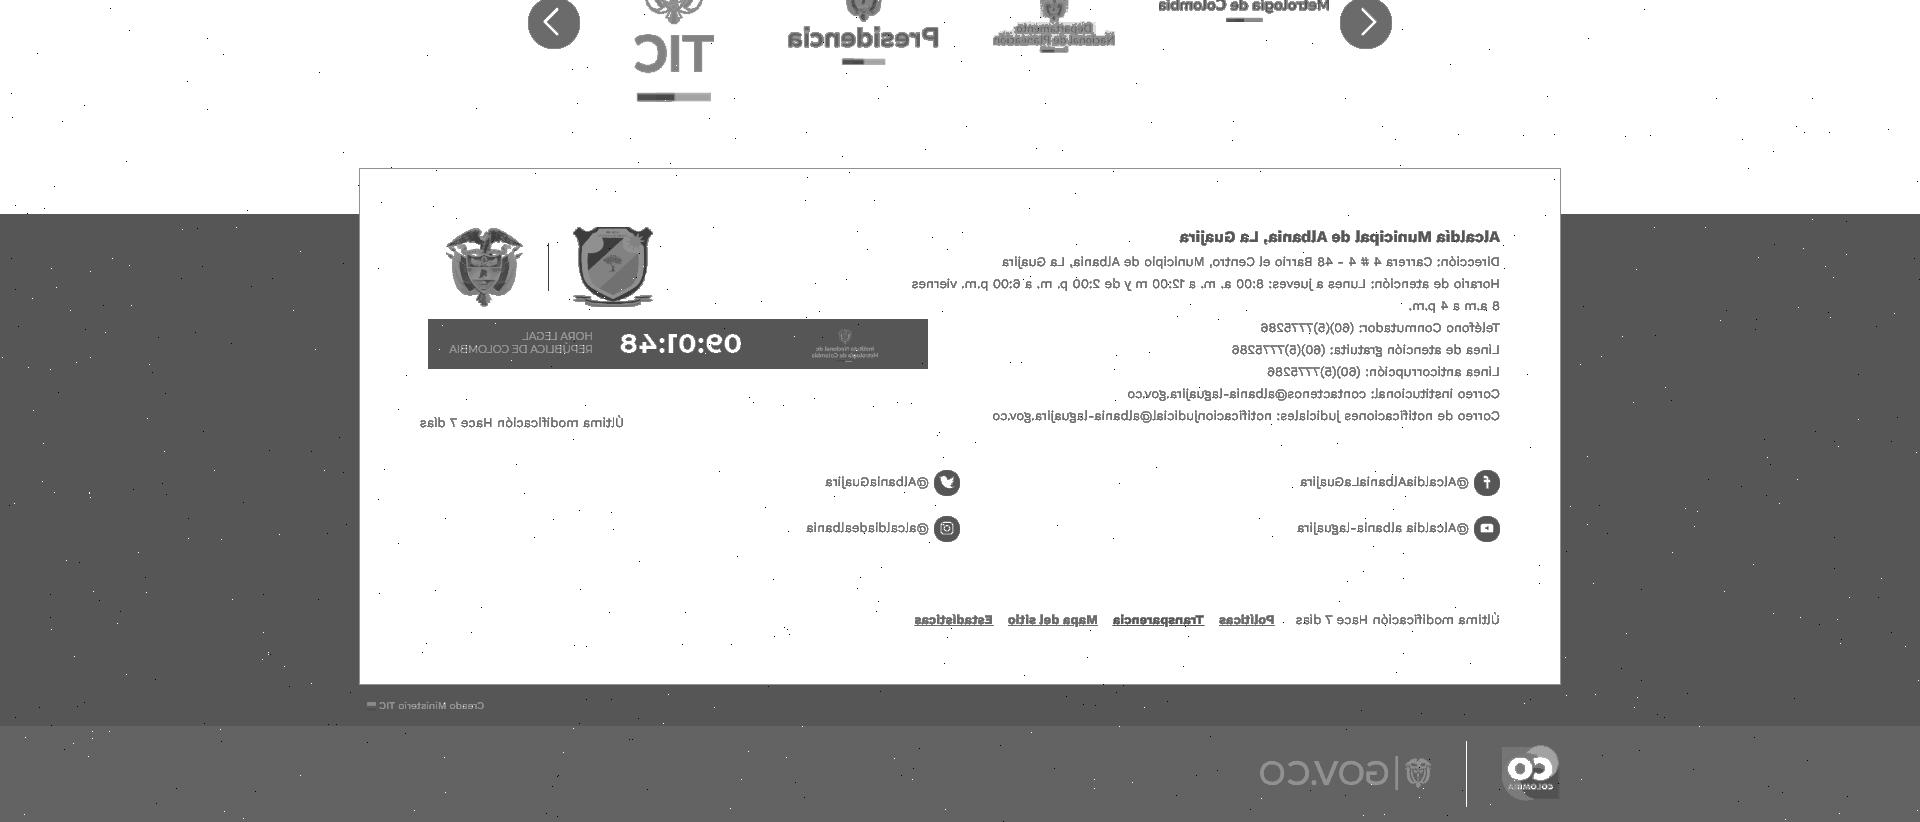 Metrología de Colombia
Departamento
Nacional de Planeación
Presidencia
TIC
Alcaldía Municipal de Albania, La Guajira
Dirección: Carrera 4 # 4 - 48 Barrio el Centro, Municipio de Albania, La Guajira
Horario de atención: Lunes a jueves: 8:00 a. m. a 12:00 m y de 2:00 p. m. a 6:00 p.m. viernes
8 a.m a 4 p.m.
Teléfono Conmutador: (60)(5)7775286
Línea de atención gratuita: (60)(5)7775286
Línea anticorrupción: (60)(5)7775286
Correo institucional: contactenos@albania-laguajira.gov.co
Correo de notificaciones judiciales: notificacionjudicial@albania-laguajira.gov.co
Instituto Nacional de
Metrología de Colombia
09:01:48
HORA LEGAL
REPÚBLICA DE COLOMBIA
Última modificación Hace 7 días
@AlcaldiaAlbaniaLaGuajira
@AlbaniaGuajira
@Alcaldia albania-laguajira
@alcaldiadealbania
Última modificación Hace 7 días Políticas Transparencia Mapa del sitio Estadísticas
Creado Ministerio TIC
CO
COLOMBIA
GOV.CO